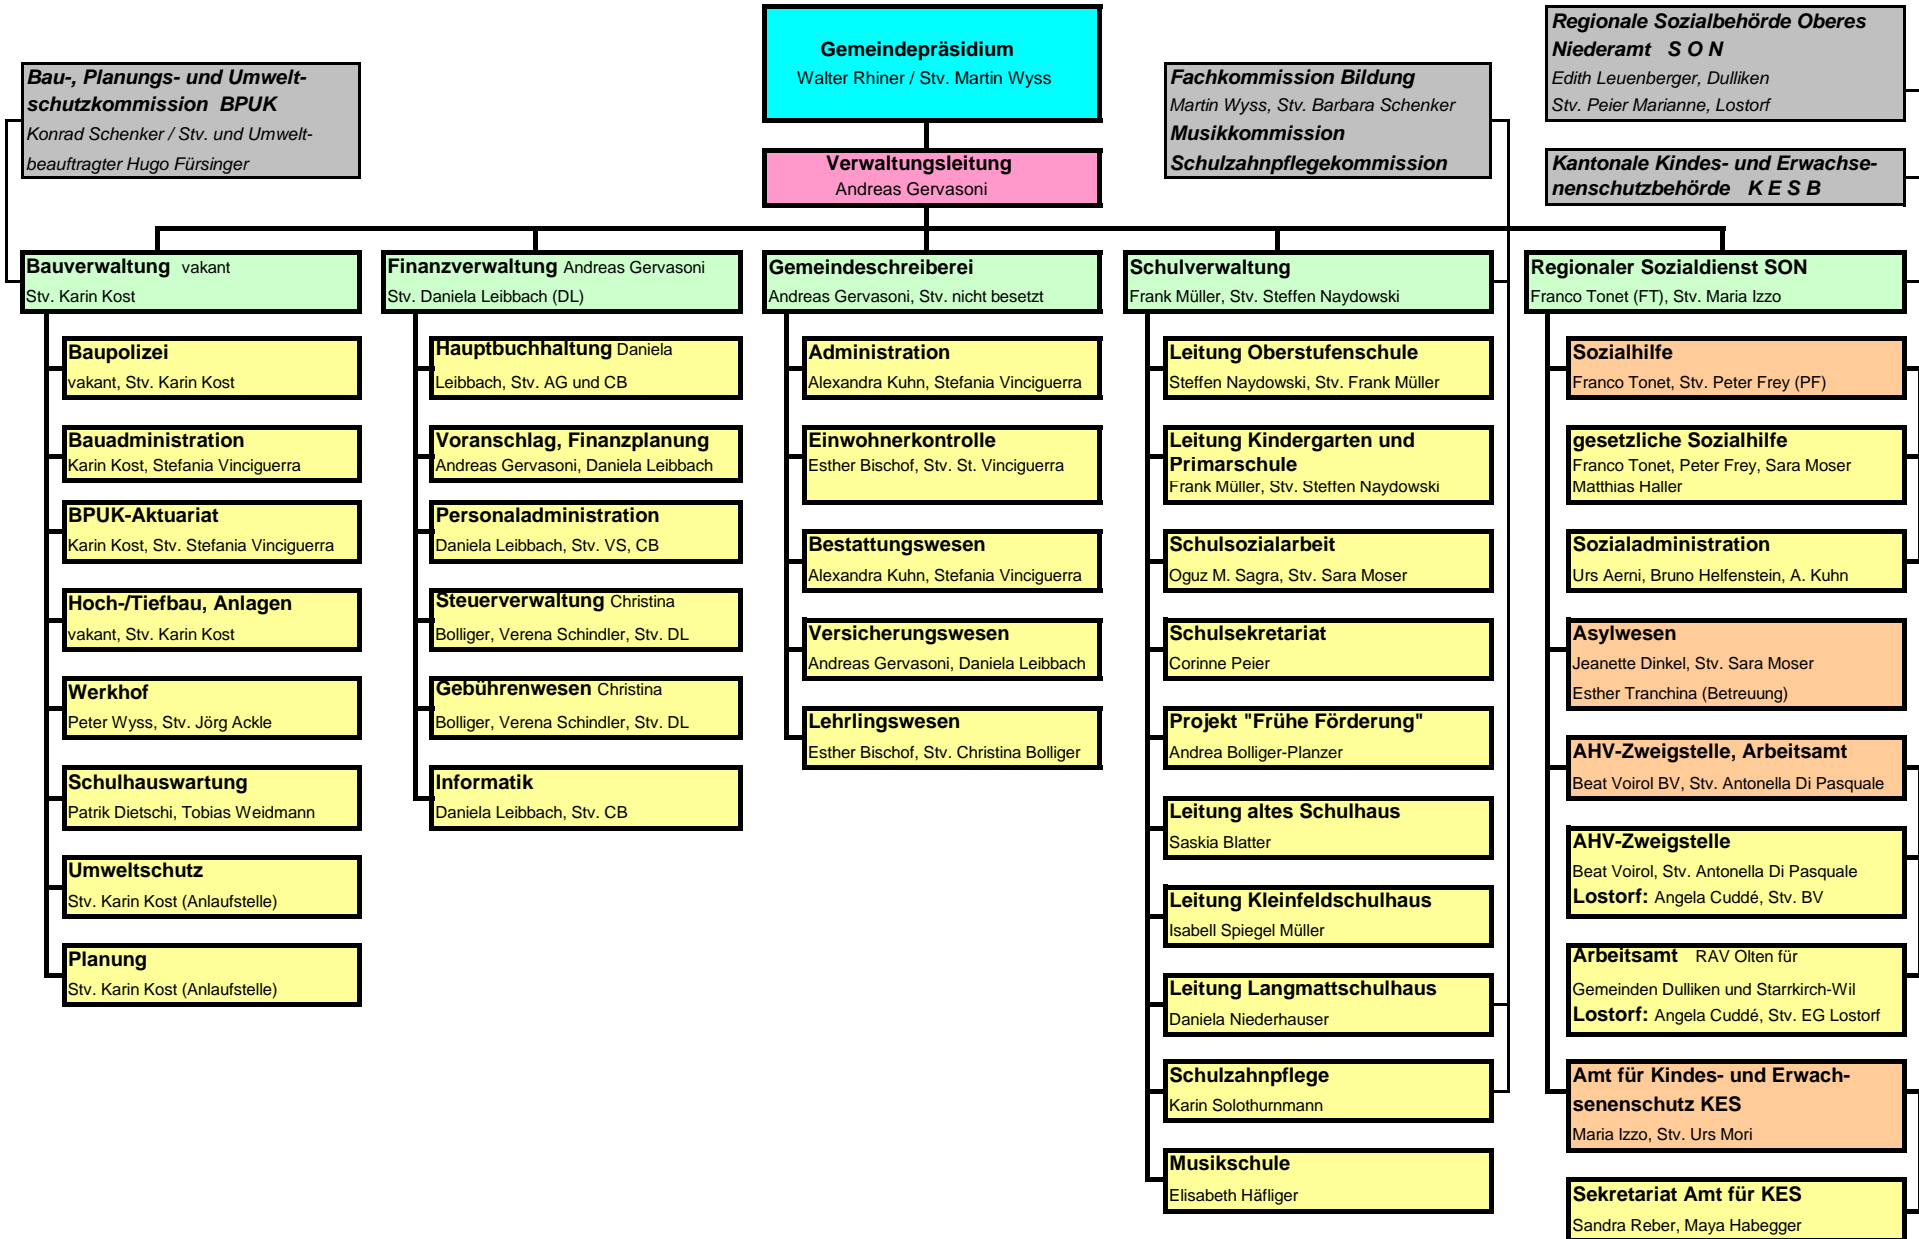 Gemeindepräsidium
Walter Rhiner / Stv. Martin Wyss
Verwaltungsleitung
Andreas Gervasoni
Bau-, Planungs- und Umwelt-
schutzkommission BPUK
Konrad Schenker / Stv. und Umwelt-
beauftragter Hugo Fürsinger
Fachkommission Bildung
Martin Wyss, Stv. Barbara Schenker
Musikkommission
Schulzahnpflegekommission
Regionale Sozialbehörde Oberes
Niederamt S O N
Edith Leuenberger, Dulliken
Stv. Peier Marianne, Lostorf
Kantonale Kindes- und Erwachse-
nenschutzbehörde K E S B
Bauverwaltung vakant
Stv. Karin Kost
Baupolizei
vakant, Stv. Karin Kost
Bauadministration
Karin Kost, Stefania Vinciguerra
BPUK-Aktuariat
Karin Kost, Stv. Stefania Vinciguerra
Hoch-/Tiefbau, Anlagen
vakant, Stv. Karin Kost
Werkhof
Peter Wyss, Stv. Jörg Ackle
Schulhauswartung
Patrik Dietschi, Tobias Weidmann
Umweltschutz
Stv. Karin Kost (Anlaufstelle)
Planung
Stv. Karin Kost (Anlaufstelle)
Finanzverwaltung Andreas Gervasoni
Stv. Daniela Leibbach (DL)
Hauptbuchhaltung Daniela
Leibbach, Stv. AG und CB
Voranschlag, Finanzplanung
Andreas Gervasoni, Daniela Leibbach
Personaladministration
Daniela Leibbach, Stv. VS, CB
Steuerverwaltung Christina
Bolliger, Verena Schindler, Stv. DL
Gebührenwesen Christina
Bolliger, Verena Schindler, Stv. DL
Informatik
Daniela Leibbach, Stv. CB
Gemeindeschreiberei
Andreas Gervasoni, Stv. nicht besetzt
Administration
Alexandra Kuhn, Stefania Vinciguerra
Einwohnerkontrolle
Esther Bischof, Stv. St. Vinciguerra
Bestattungswesen
Alexandra Kuhn, Stefania Vinciguerra
Versicherungswesen
Andreas Gervasoni, Daniela Leibbach
Lehrlingswesen
Esther Bischof, Stv. Christina Bolliger
Schulverwaltung
Frank Müller, Stv. Steffen Naydowski
Leitung Oberstufenschule
Steffen Naydowski, Stv. Frank Müller
Leitung Kindergarten und
Primarschule
Frank Müller, Stv. Steffen Naydowski
Schulsozialarbeit
Oguz M. Sagra, Stv. Sara Moser
Schulsekretariat
Corinne Peier
Projekt "Frühe Förderung"
Andrea Bolliger-Planzer
Leitung altes Schulhaus
Saskia Blatter
Leitung Kleinfeldschulhaus
Isabell Spiegel Müller
Leitung Langmattschulhaus
Daniela Niederhauser
Schulzahnpflege
Karin Solothurnmann
Musikschule
Elisabeth Häfliger
Regionaler Sozialdienst SON
Franco Tonet (FT), Stv. Maria Izzo
Sozialhilfe
Franco Tonet, Stv. Peter Frey (PF)
gesetzliche Sozialhilfe
Franco Tonet, Peter Frey, Sara Moser
Matthias Haller
Sozialadministration
Urs Aerni, Bruno Helfenstein, A. Kuhn
Asylwesen
Jeanette Dinkel, Stv. Sara Moser
Esther Tranchina (Betreuung)
AHV-Zweigstelle, Arbeitsamt
Beat Voirol BV, Stv. Antonella Di Pasquale
AHV-Zweigstelle
Beat Voirol, Stv. Antonella Di Pasquale
Lostorf: Angela Cuddé, Stv. BV
Arbeitsamt RAV Olten für
Gemeinden Dulliken und Starrkirch-Wil
Lostorf: Angela Cuddé, Stv. EG Lostorf
Amt für Kindes- und Erwach-
senenschutz KES
Maria Izzo, Stv. Urs Mori
Sekretariat Amt für KES
Sandra Reber, Maya Habegger